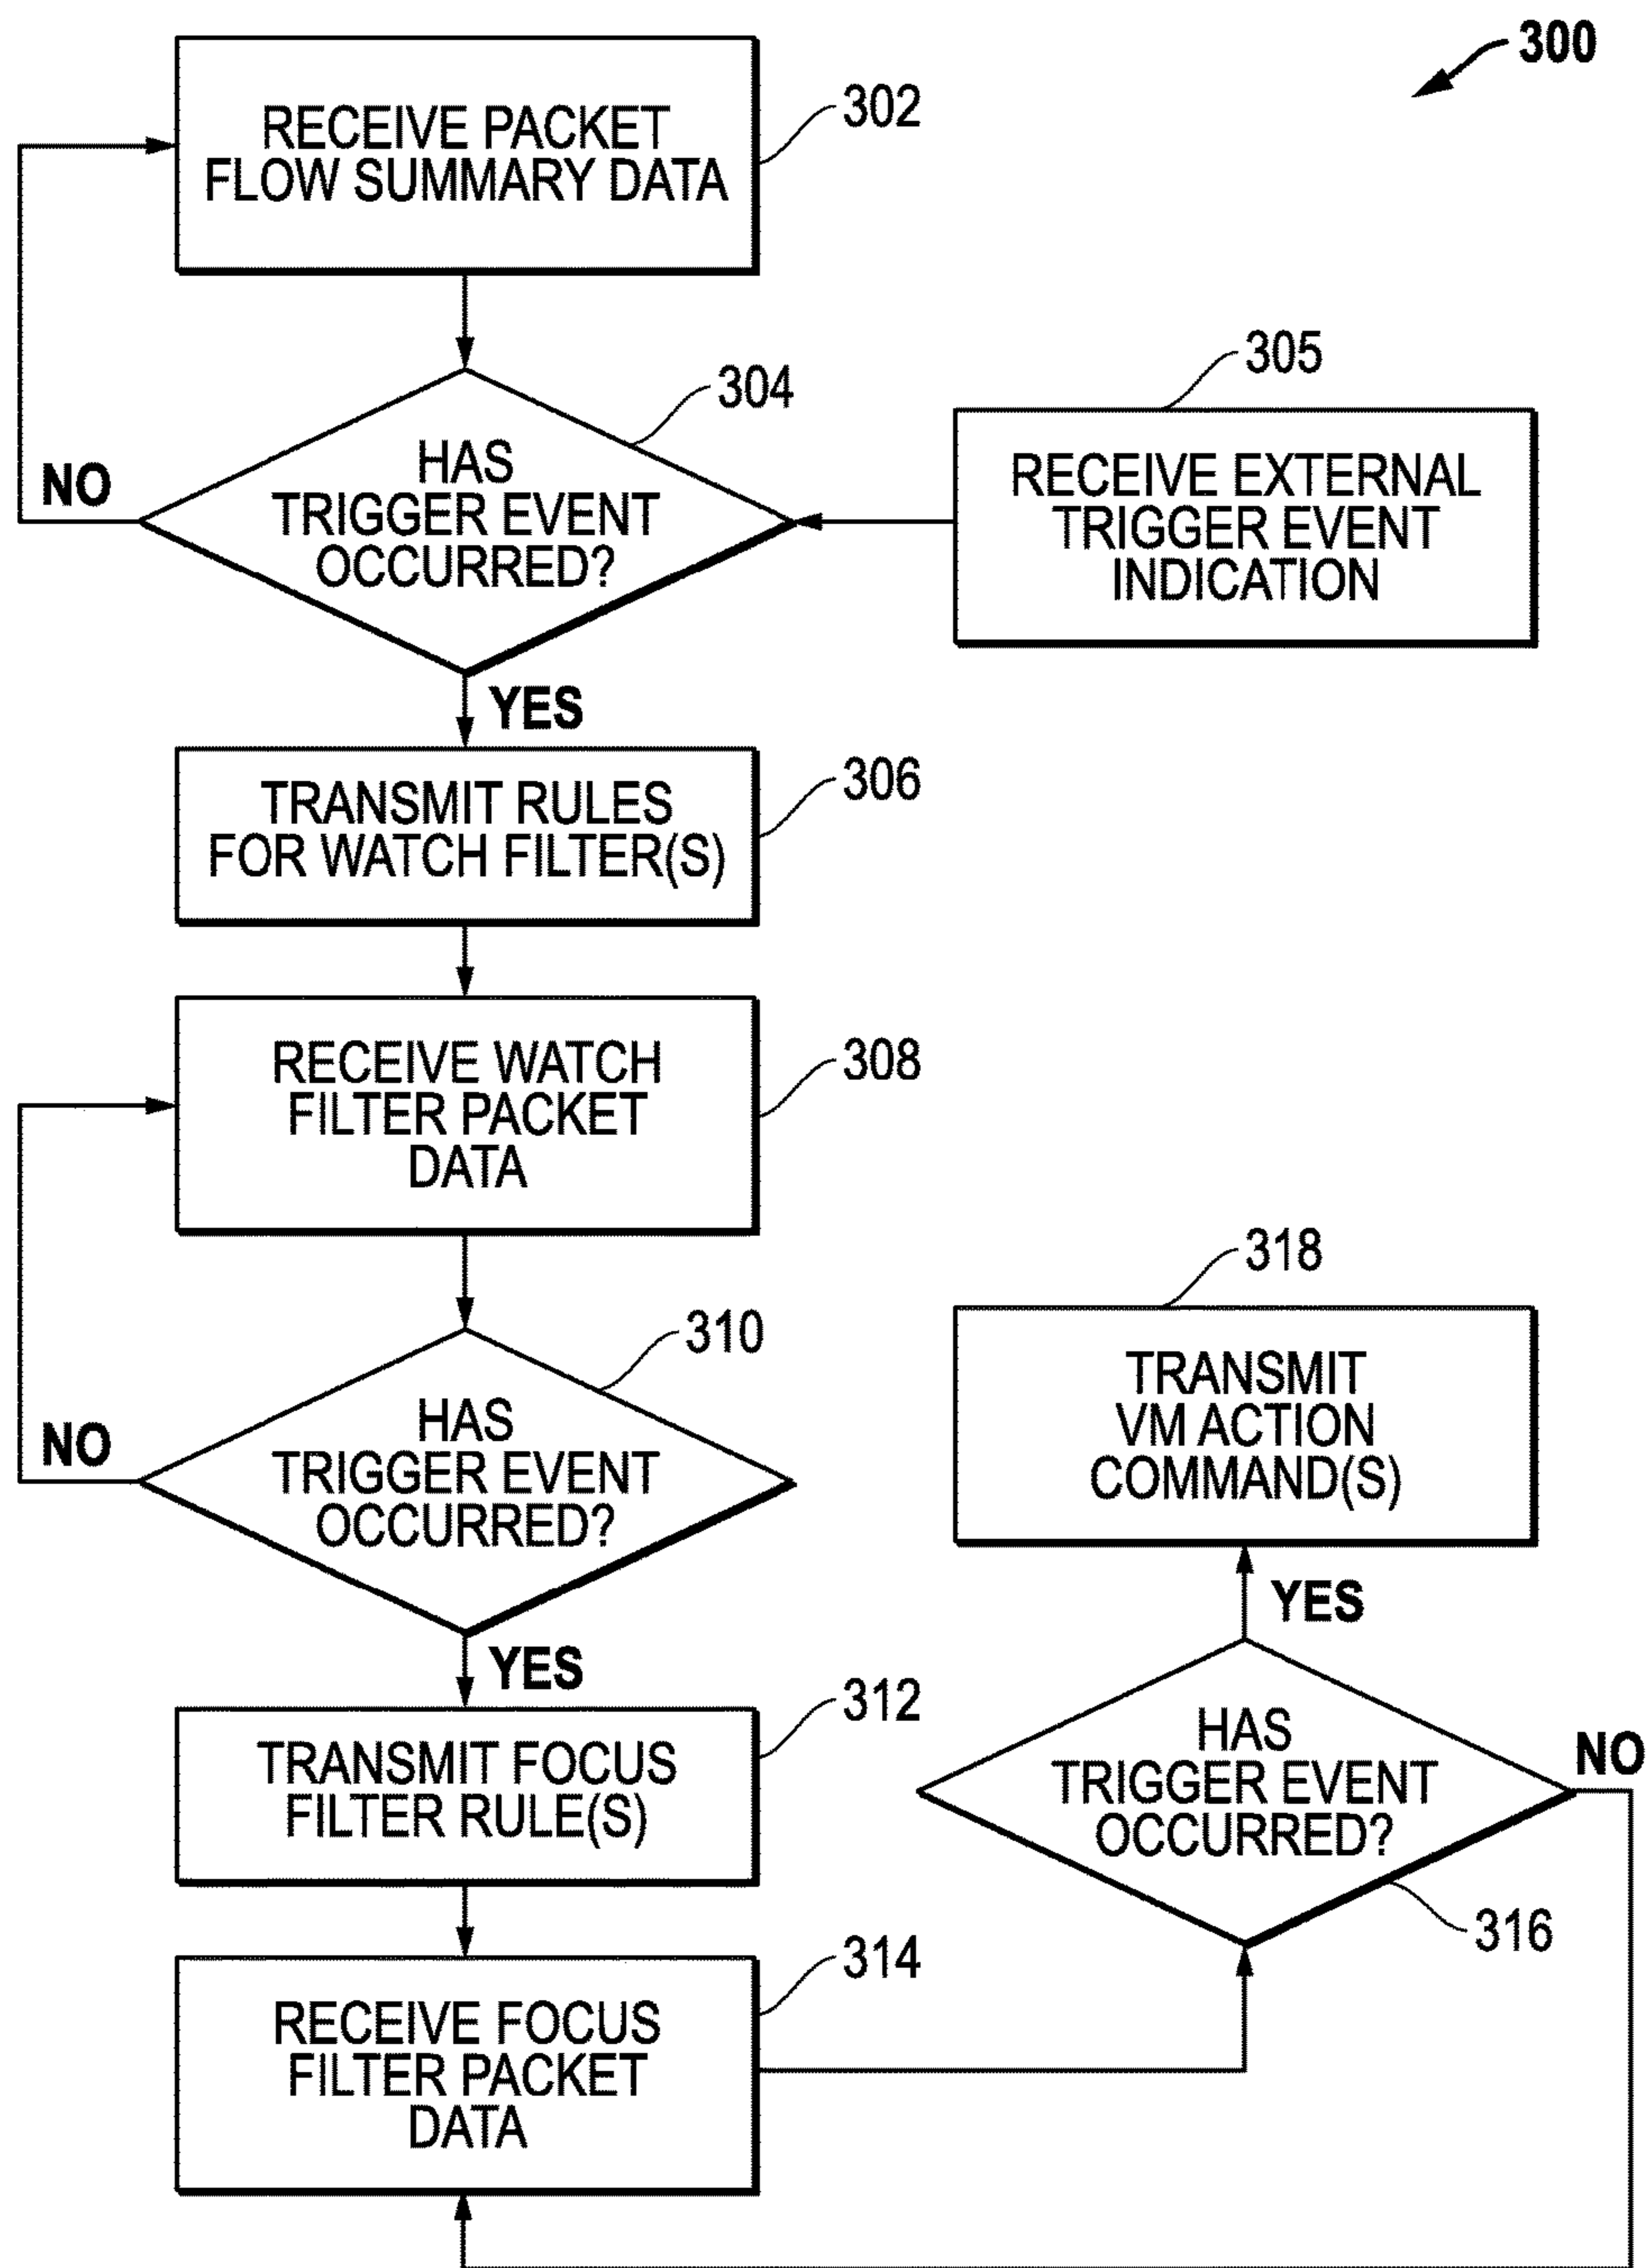 300
RECEIVE PACKET
FLOW SUMMARY DATA
302
304
HAS
TRIGGER EVENT
OCCURRED?
NO
305
RECEIVE EXTERNAL
TRIGGER EVENT
INDICATION
YES
TRANSMIT RULES
FOR WATCH FILTER(S)
306
RECEIVE WATCH
FILTER PACKET
DATA
308
310
HAS
TRIGGER EVENT
OCCURRED?
NO
YES
TRANSMIT FOCUS
FILTER RULE(S)
312
RECEIVE FOCUS
FILTER PACKET
DATA
314
318
TRANSMIT
VM ACTION
COMMAND(S)
YES
HAS
TRIGGER EVENT
OCCURRED?
NO
316